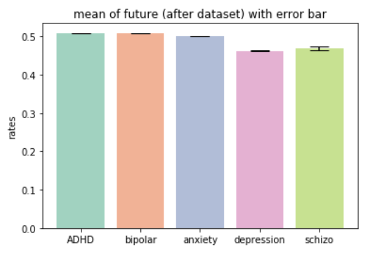 mean of future (after dataset) with error bar
0.5
0.4
0.3
0.2
0.1
0.0
rates
ADHD bipolar anxiety depression schizo